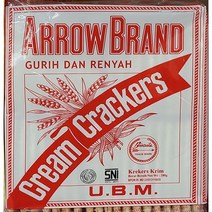 ARROW BRAND
GURIH DAN RENYAH
Cream Crackers
SNI
Krekers Krim
U.B.M.